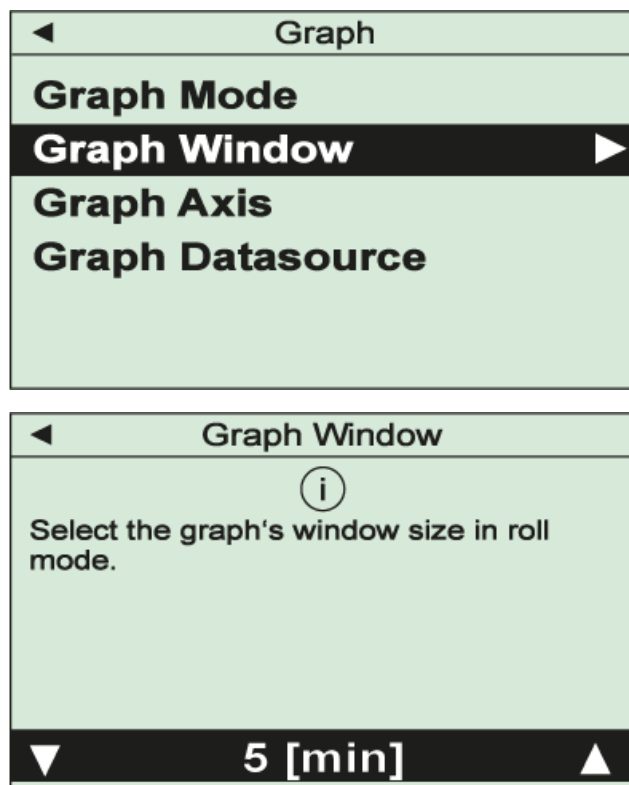 Graph
Graph Mode
Graph Window
Graph Axis
Graph Datasource
Graph Window
i
Select the graph‘s window size in roll
mode.
5 [min]